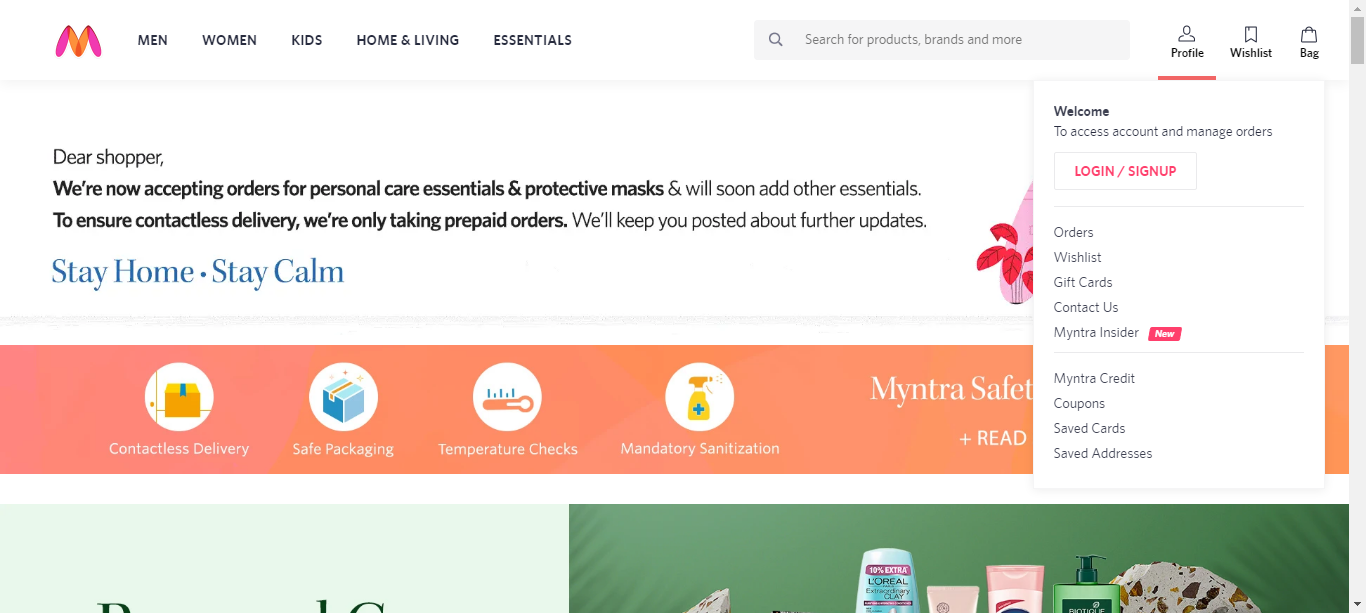 MEN WOMEN KIDS HOME & LIVING ESSENTIALS
Search for products, brands and more
Profile Wishlist Bag
Welcome
To access account and manage orders
LOGIN / SIGNUP
Orders
Wishlist
Gift Cards
Contact Us
Myntra Insider New
Myntra Credit
Coupons
Saved Cards
Saved Addresses
Dear shopper,
We're now accepting orders for personal care essentials & protective masks & will soon add other essentials.
To ensure contactless delivery, we're only taking prepaid orders. We'll keep you posted about further updates.
Stay Home • Stay Calm
Contactless Delivery Safe Packaging Temperature Checks Mandatory Sanitization
Myntra Safet
+ READ
10% EXTRA
L'ORÉAL
PARIS
Extraordinary
CLAY
BIOTIQUE